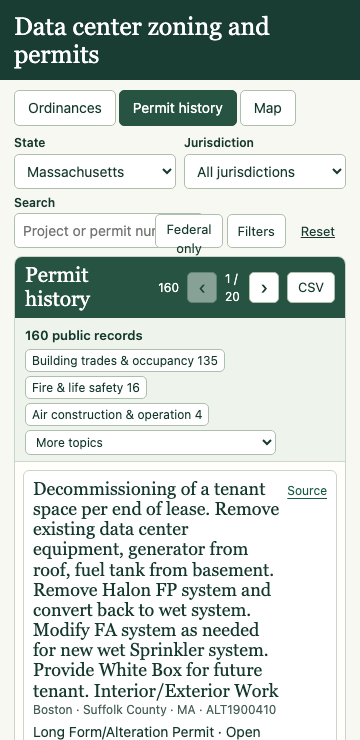 Data center zoning and
permits
Ordinances
Permit history
Map
State
Jurisdiction
Massachusetts
All jurisdictions
Search
Project or permit
Federal
only
Filters
Reset
Permit
history
160
‹
1 /
20
›
CSV
160 public records
Building trades & occupancy 135
Fire & life safety 16
Air construction & operation 4
More topics
Decommissioning of a tenant
space per end of lease. Remove
existing data center
equipment, generator from
roof, fuel tank from basement.
Remove Halon FP system and
convert back to wet system.
Modify FA system as needed
for new wet Sprinkler system.
Provide White Box for future
tenant. Interior/Exterior Work
Source
Boston · Suffolk County · MA · ALT1900410
Long Form/Alteration Permit · Open